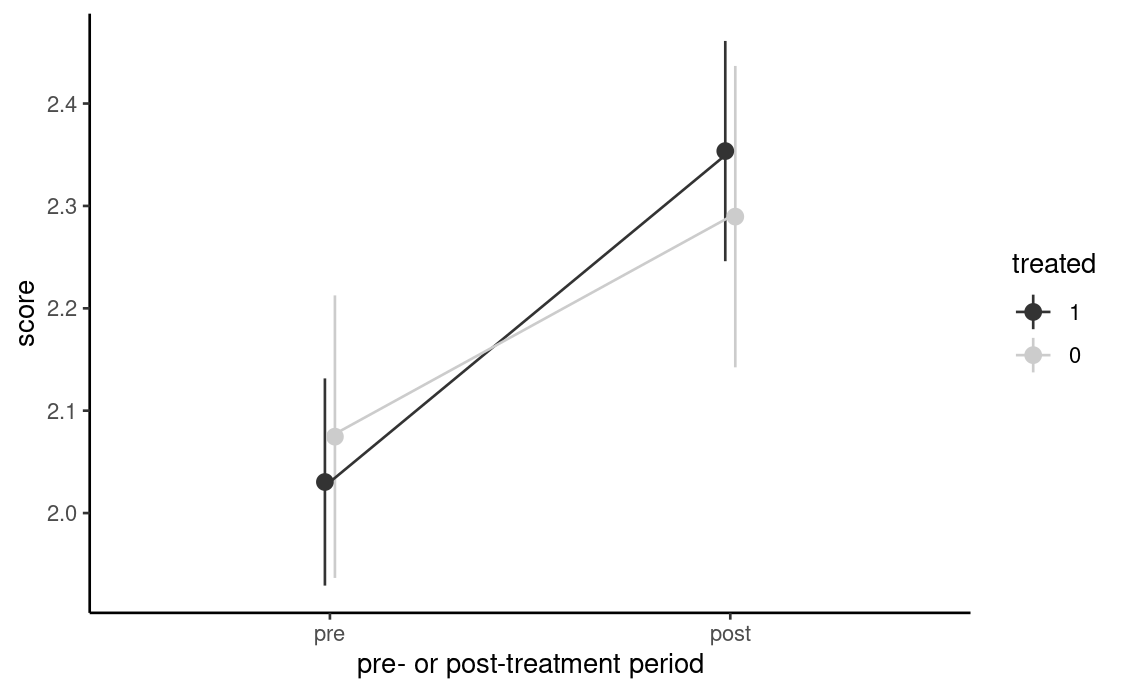 2.4
2.3
2.2
2.1
2.0
score
pre
post
pre- or post-treatment period
treated
1
0